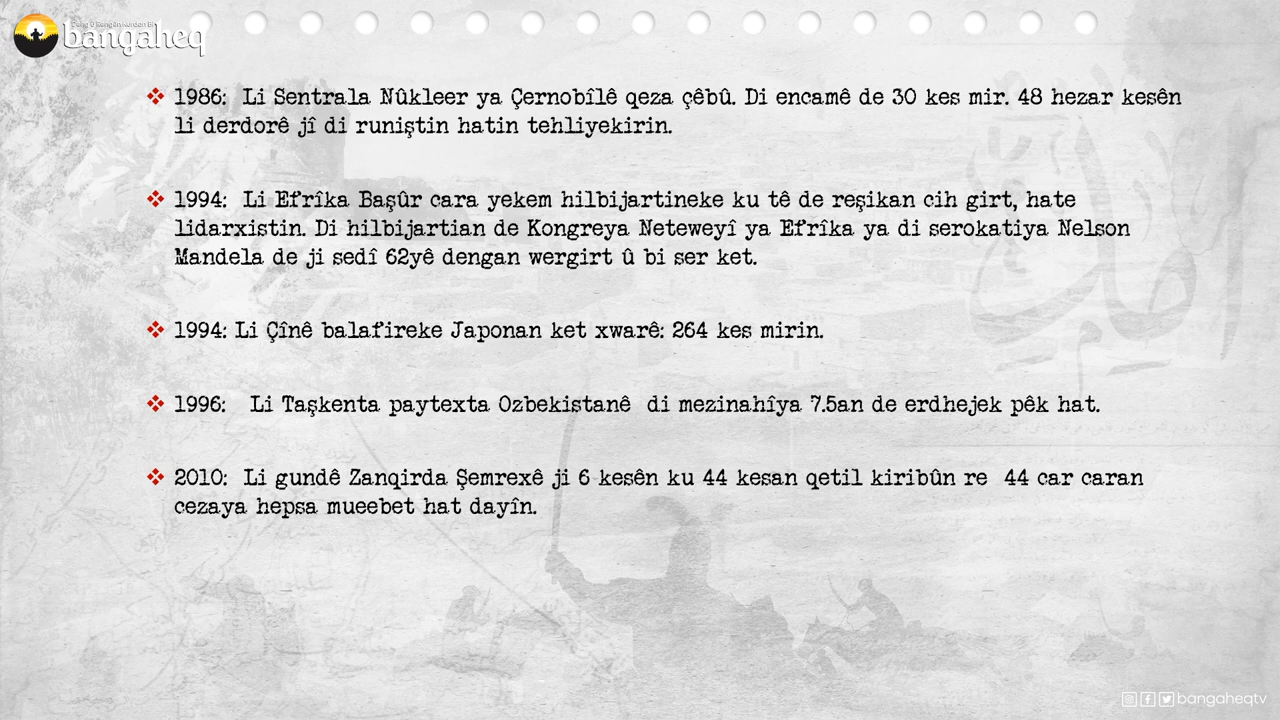 bangaheq
1986: Li Sentrala Nûkleer ya Çernobîlê qeza çêbû. Di encamê de 30 kes mir. 48 hezar kesên
li derdorê jî di runiştin hatin tehliyekirin.
1994: Li Efrîka Başûr cara yekem hilbijartineke ku tê de reşikan cih girt, hate
lidarxistin. Di hilbijartian de Kongreya Neteweyî ya Efrîka ya di serokatiya Nelson
Mandela de ji sedî 62yê dengan wergirt û bi ser ket.
1994: Li Çînê balafireke Japonan ket xwarê: 264 kes mirin.
1996: Li Taşkenta paytexta Ozbekistanê di mezinahîya 7.5an de erdhejek pêk hat.
2010: Li gundê Zanqirda Şemrexê ji 6 kesên ku 44 kesan qetil kiribûn re 44 car caran
cezaya hepsa mueebet hat dayîn.
bangaheqtv